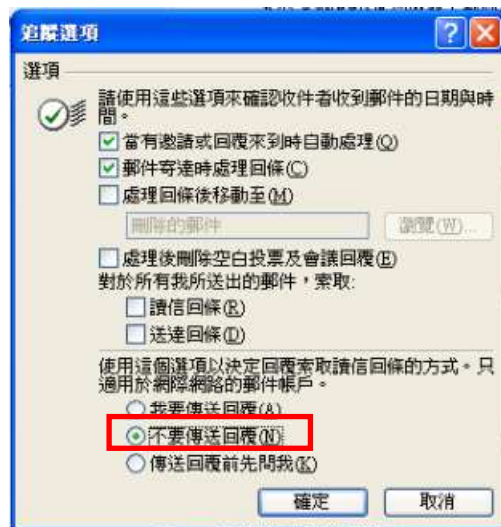 追蹤選項
選項
請使用這些選項來確認收件者收到郵件的日期與時
間。
當有邀請或回覆來到時自動處理(Q)
郵件寄達時處理回條(C)
處理回條後移動至(M)
刪除的郵件
瀏覽(W)...
處理後刪除空白投票及會議回覆(E)
對於所有我所送出的郵件，索取:
讀信回條(R)
送達回條(D)
使用這個選項以決定回覆索取讀信回條的方式。只
適用於網際網路的郵件帳戶。
我要傳送回覆(A)
不要傳送回覆(N)
傳送回覆前先問我(K)
確定
取消